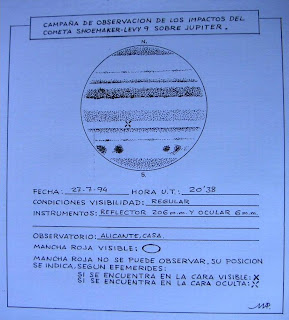 CAMPAÑA DE OBSERVACION DE LOS IMPACTOS DEL
COMETA SHOEMAKER-LEVY 9 SOBRE JUPITER.
N.
S.
FECHA: 23-7-94 HORA U.T.: 20'38
CONDICIONES VISIBILIDAD: REGULAR
INSTRUMENTOS: REFLECTOR 206 m.m. Y OCULAR 6 m.m.
OBSERVATORIO: ALICANTE, CASA.
MANCHA ROJA VISIBLE:
MANCHA ROJA NO SE PUEDE OBSERVAR, SU POSICION
SE INDICA, SEGUN EFEMERIDES:
SI SE ENCUENTRA EN LA CARA VISIBLE: X
SI SE ENCUENTRA EN LA CARA OCULTA: